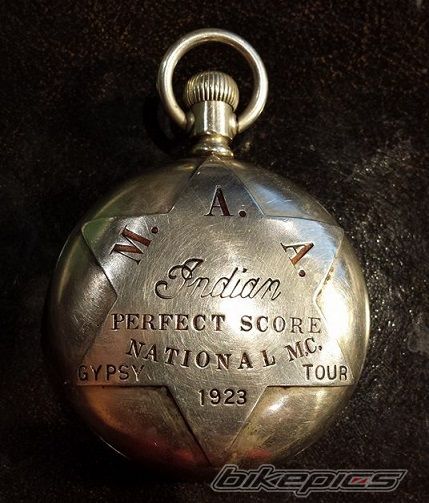 M. A. A.
Indian
PERFECT SCORE
NATIONAL M.C.
GYPSY TOUR
1923
bikepics